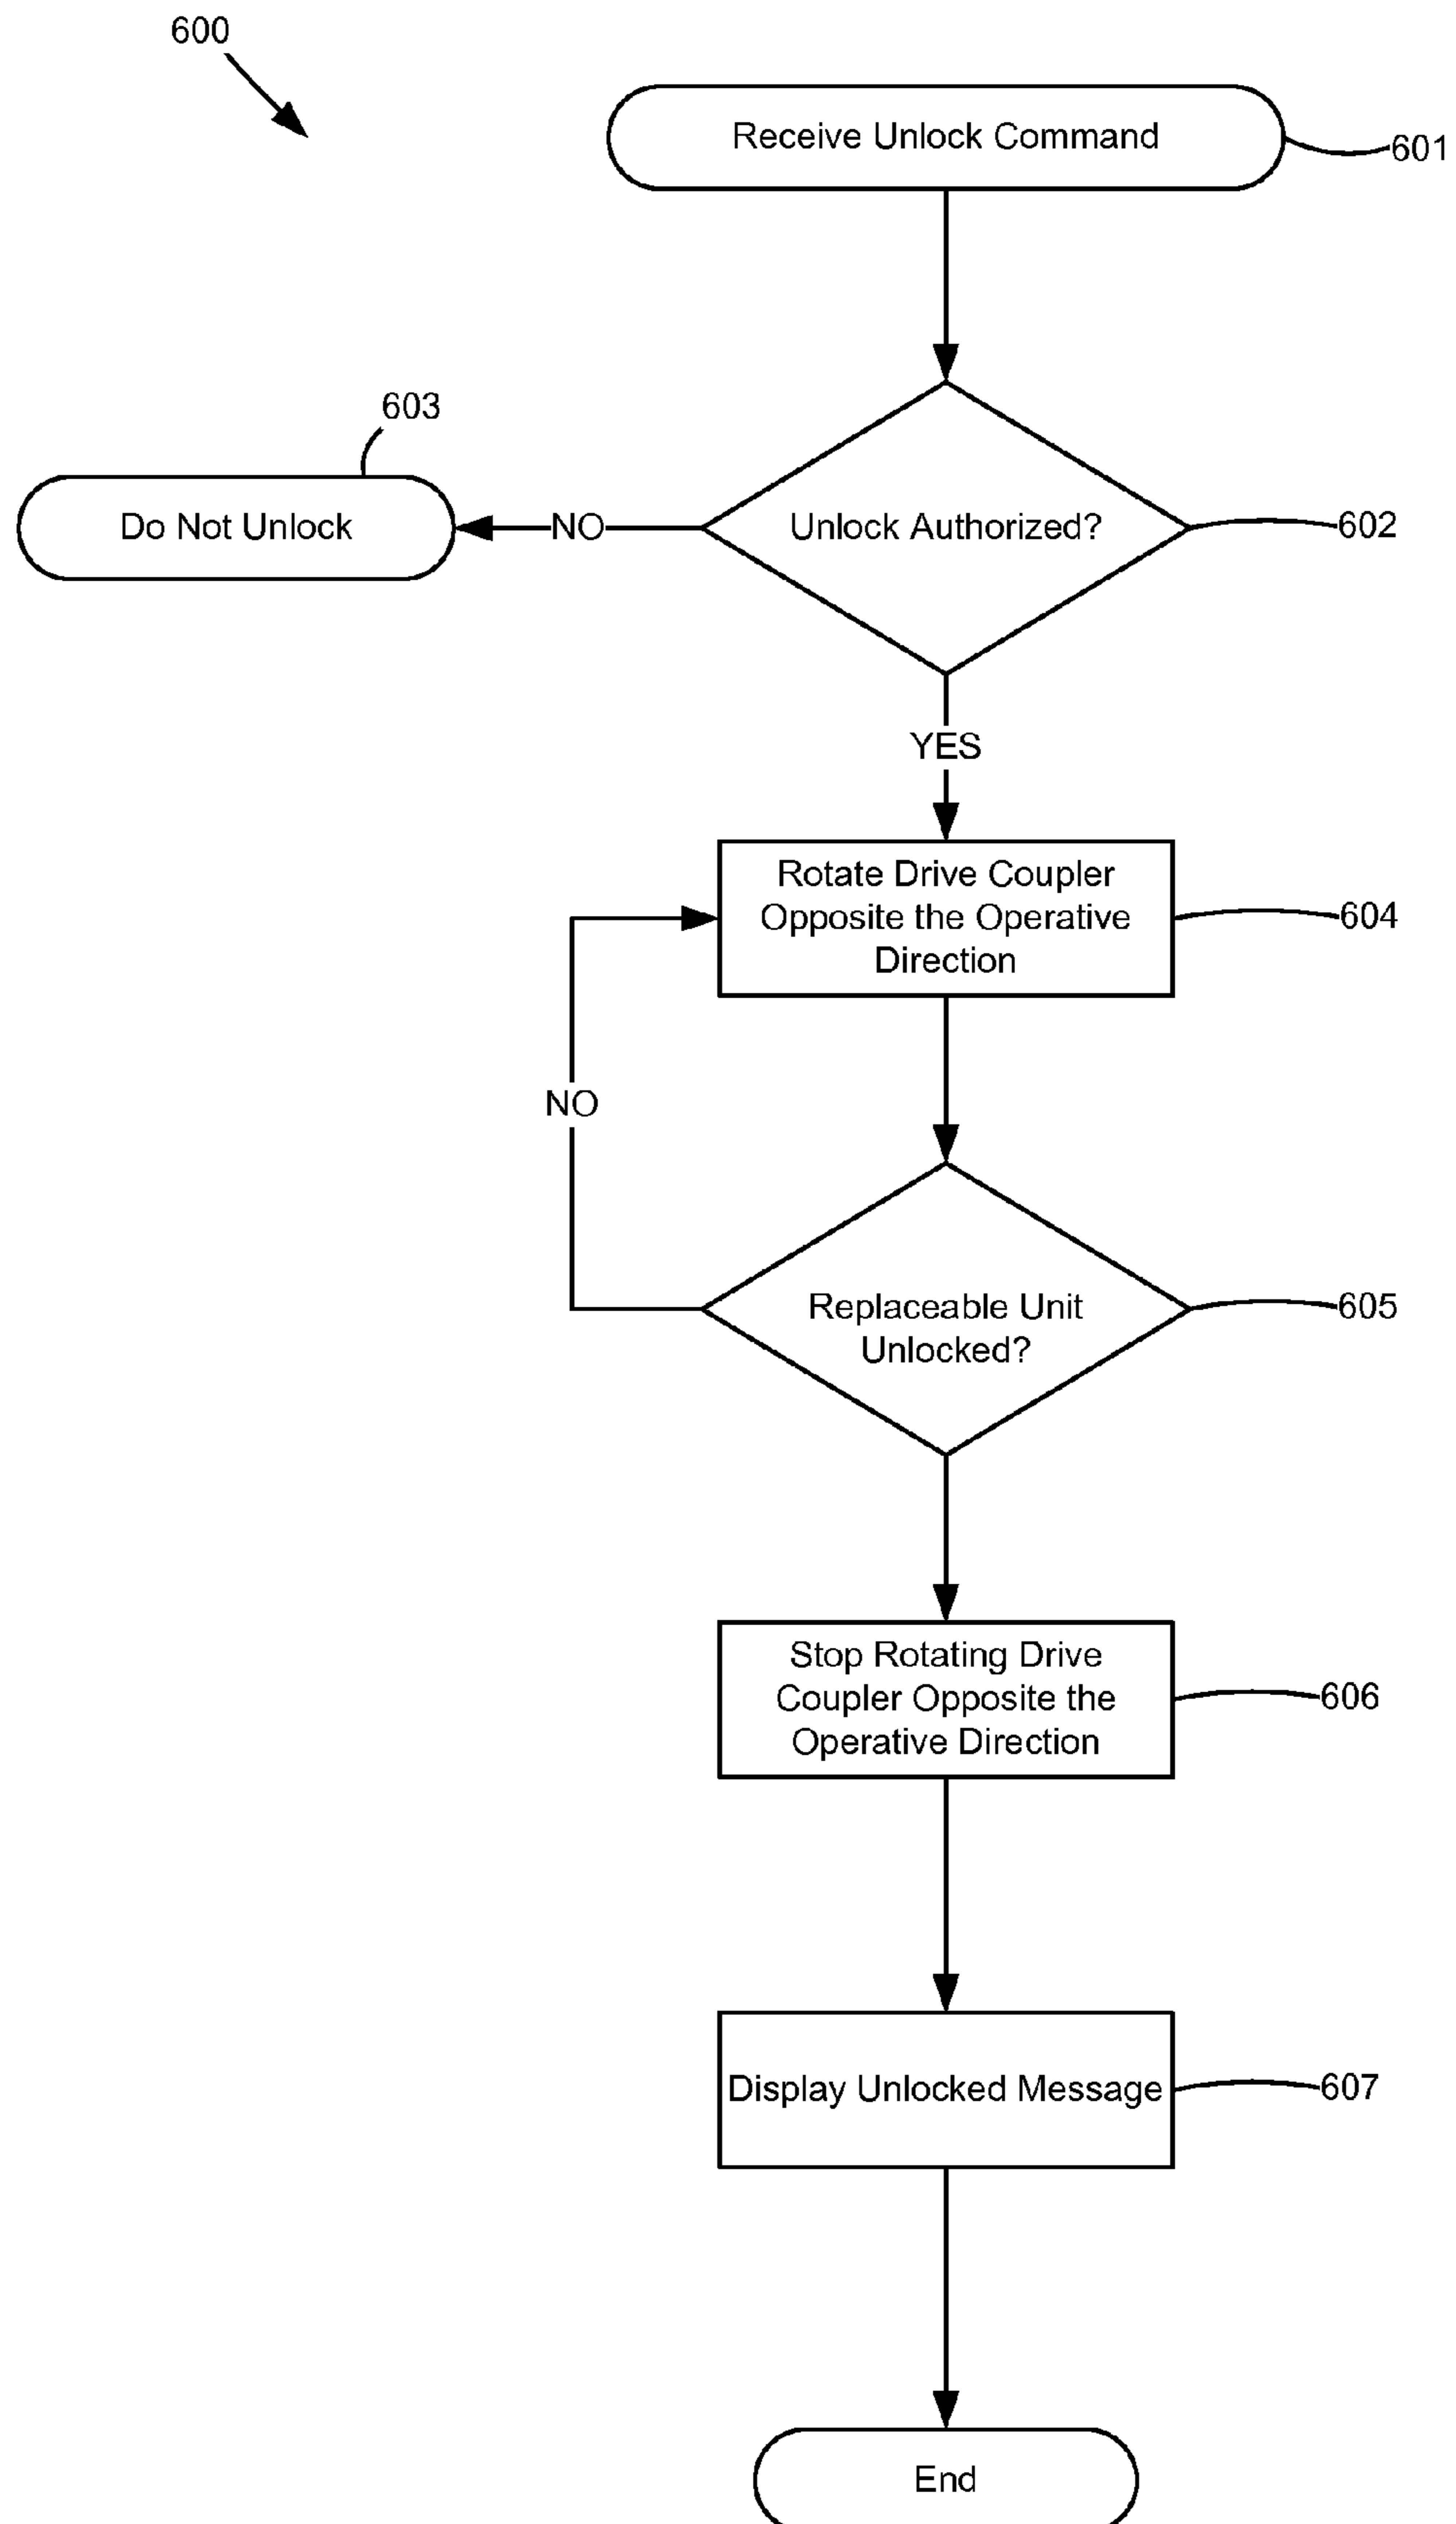 600
Receive Unlock Command
601
603
Do Not Unlock
NO
Unlock Authorized?
602
YES
Rotate Drive Coupler
Opposite the Operative
Direction
604
NO
Replaceable Unit
Unlocked?
605
Stop Rotating Drive
Coupler Opposite the
Operative Direction
606
Display Unlocked Message
607
End